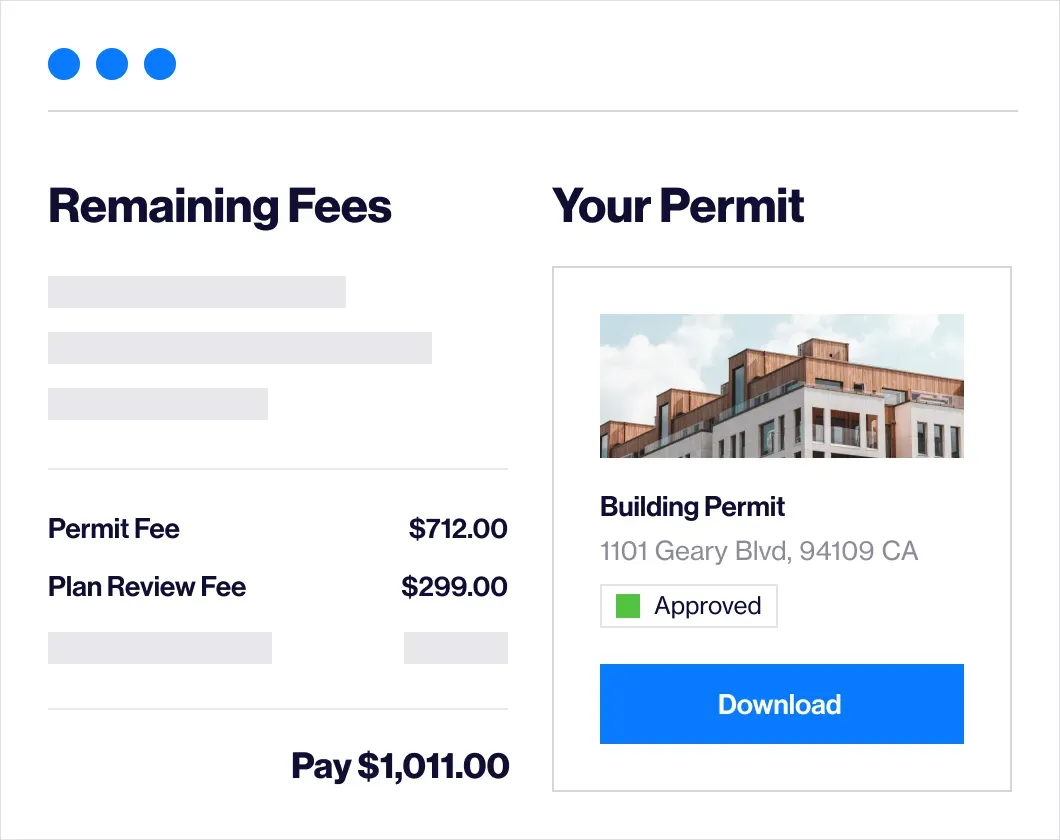 Remaining Fees
Permit Fee $712.00
Plan Review Fee $299.00
Pay $1,011.00
Your Permit
Building Permit
1101 Geary Blvd, 94109 CA
Approved
Download